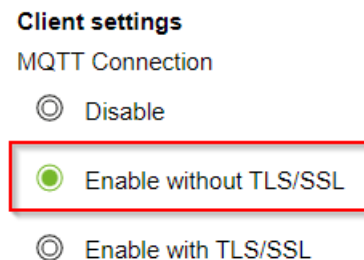 Client settings
MQTT Connection
Disable
Enable without TLS/SSL
Enable with TLS/SSL